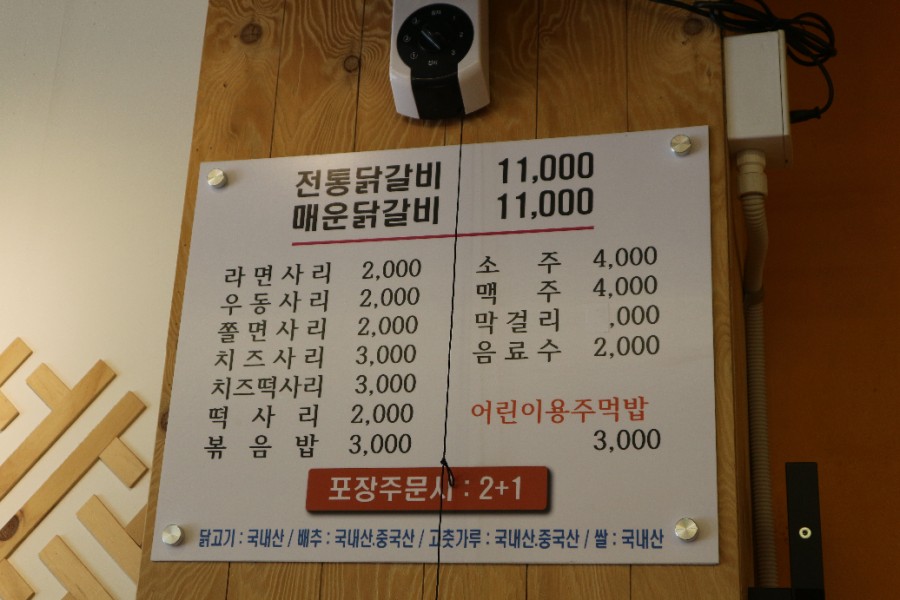 전통닭갈비 11,000
매운닭갈비 11,000
라면사리 2,000
우동사리 2,000
쫄면사리 2,000
치즈사리 3,000
치즈떡사리 3,000
떡사리 2,000
볶음밥 3,000
소주 4,000
맥주 4,000
막걸리 ,000
음료수 2,000
어린이용주먹밥
3,000
포장주문시 : 2+1
닭고기 : 국내산 / 배추 : 국내산,중국산 / 고춧가루 : 국내산,중국산 / 쌀 : 국내산